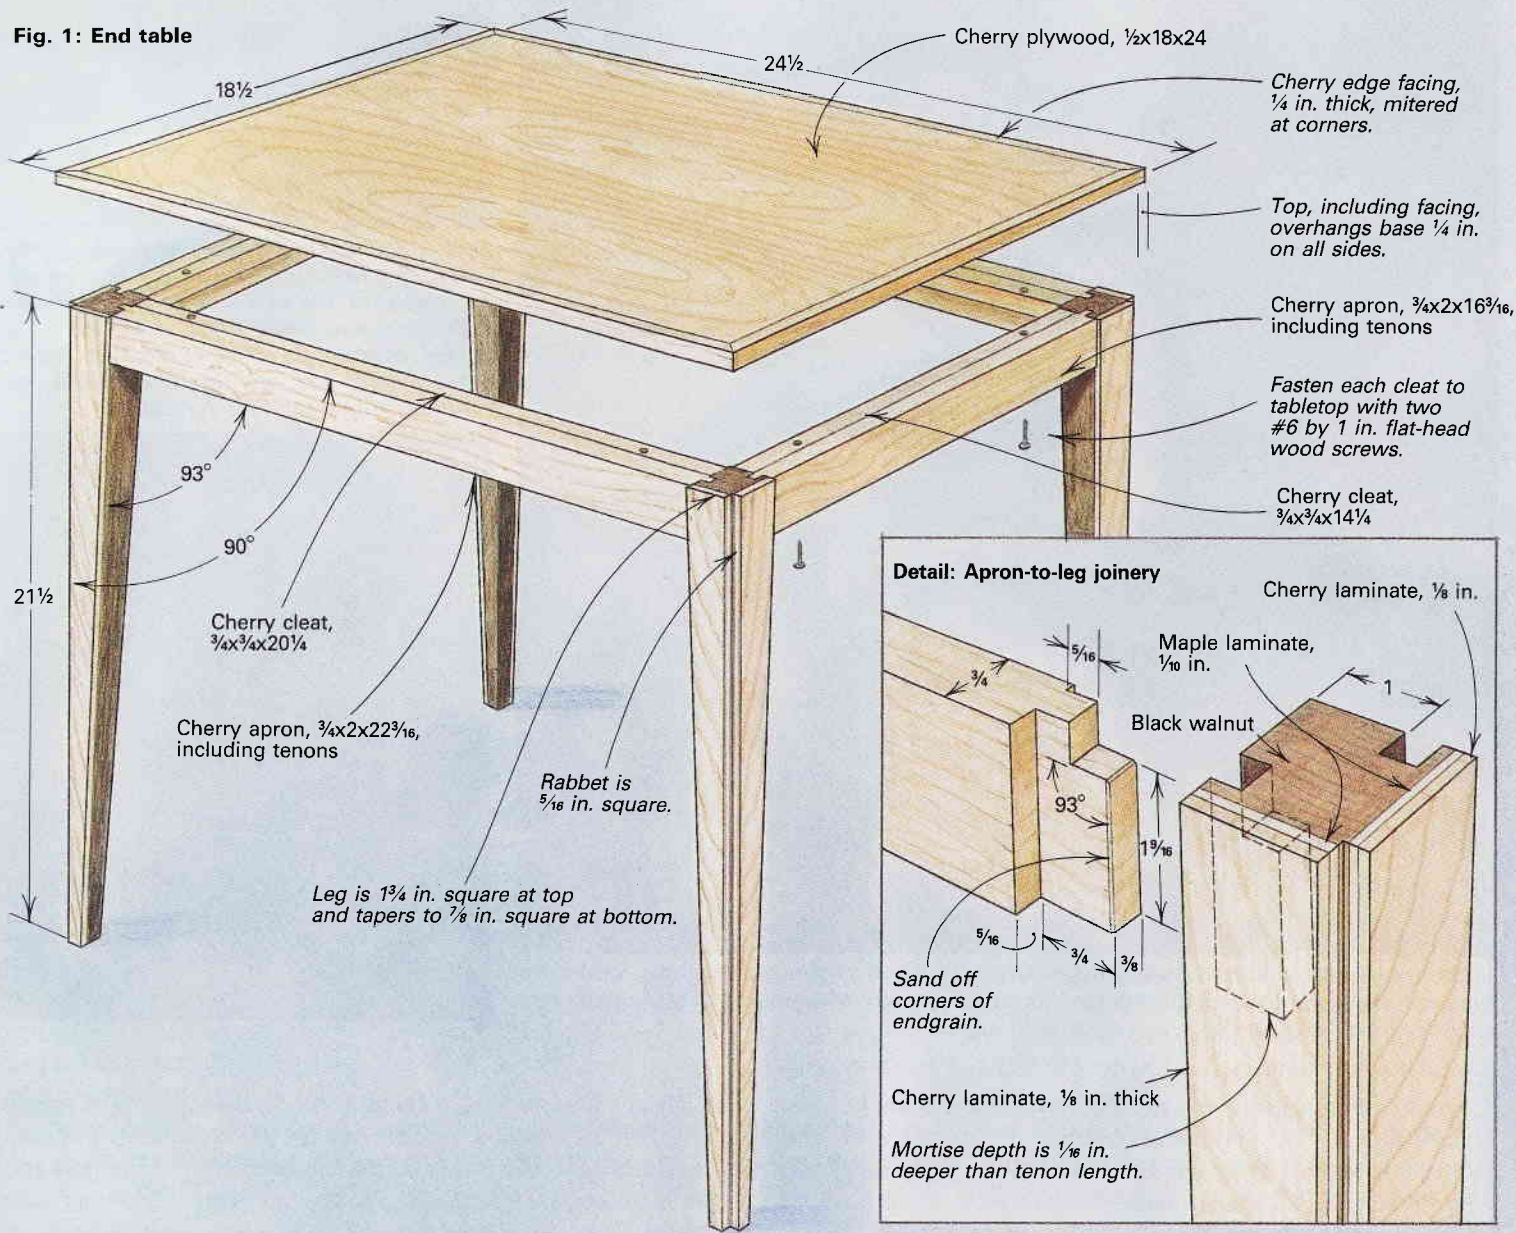 Fig. 1: End table
18½
24½
Cherry plywood, ½x18x24
Cherry edge facing,
¼ in. thick, mitered
at corners.
Top, including facing,
overhangs base ¼ in.
on all sides.
Cherry apron, ¾x2x16³⁄₁₆,
including tenons
Fasten each cleat to
tabletop with two
#6 by 1 in. flat-head
wood screws.
Cherry cleat,
¾x¾x14¼
93°
90°
21½
Cherry cleat,
¾x¾x20¼
Cherry apron, ¾x2x22³⁄₁₆,
including tenons
Rabbet is
⁵⁄₁₆ in. square.
Leg is 1¾ in. square at top
and tapers to ⅞ in. square at bottom.
Detail: Apron-to-leg joinery
Cherry laminate, ⅛ in.
Maple laminate,
⅒ in.
Black walnut
⁵⁄₁₆
¾
1
93°
1⁹⁄₁₆
⁵⁄₁₆
¾
⅜
Sand off
corners of
endgrain.
Cherry laminate, ⅛ in. thick
Mortise depth is ¹⁄₁₆ in.
deeper than tenon length.